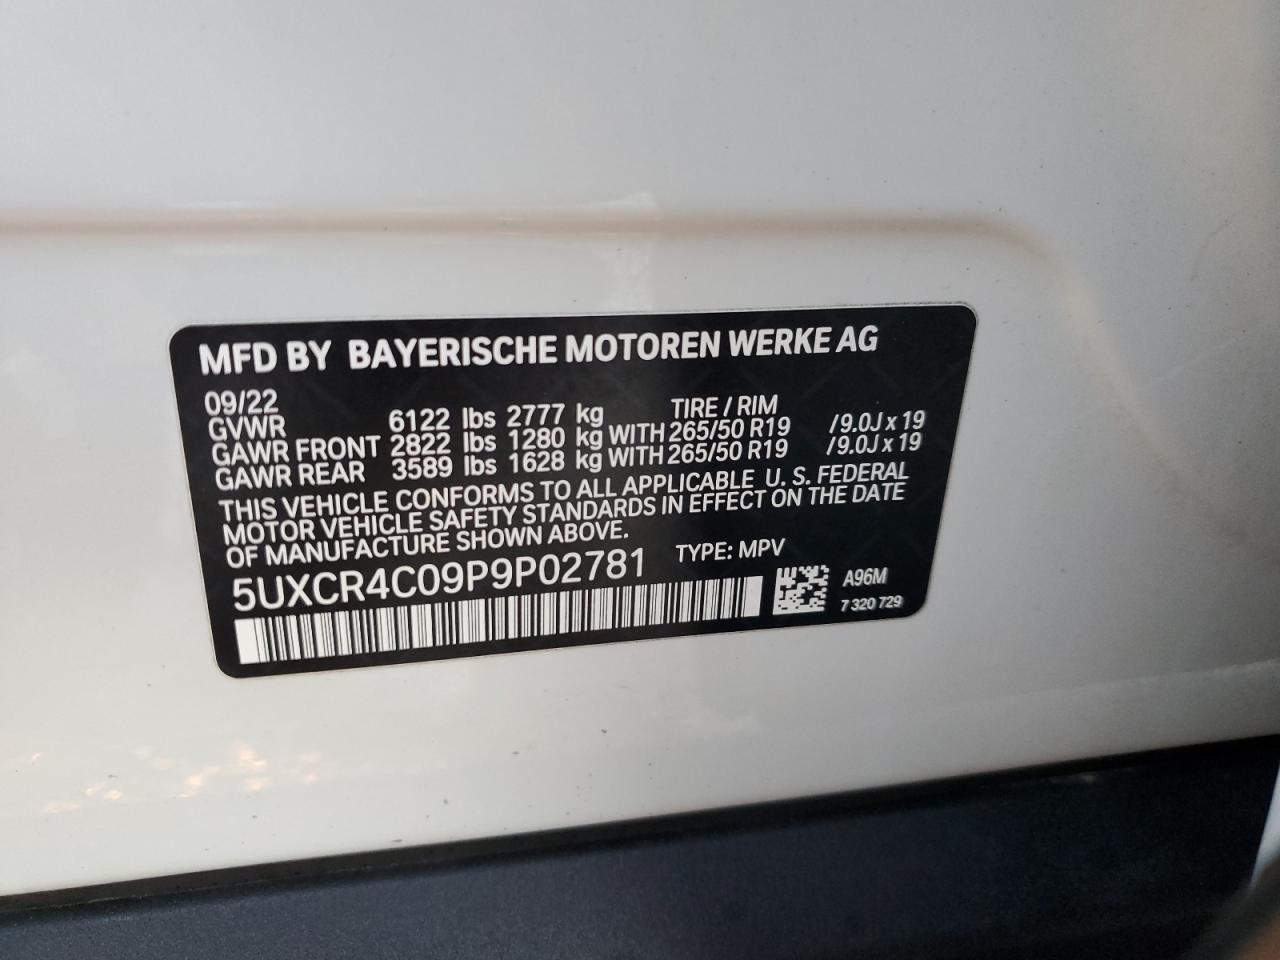 MFD BY BAYERISCHE MOTOREN WERKE AG
09/22 TIRE / RIM
GVWR 6122 lbs 2777 kg
GAWR FRONT 2822 lbs 1280 kg WITH 265/50 R19 /9.0J x 19
GAWR REAR 3589 lbs 1628 kg WITH 265/50 R19 /9.0J x 19
THIS VEHICLE CONFORMS TO ALL APPLICABLE U. S. FEDERAL
MOTOR VEHICLE SAFETY STANDARDS IN EFFECT ON THE DATE
OF MANUFACTURE SHOWN ABOVE.
5UXCR4C09P9P02781 TYPE: MPV
A96M
7 320 729